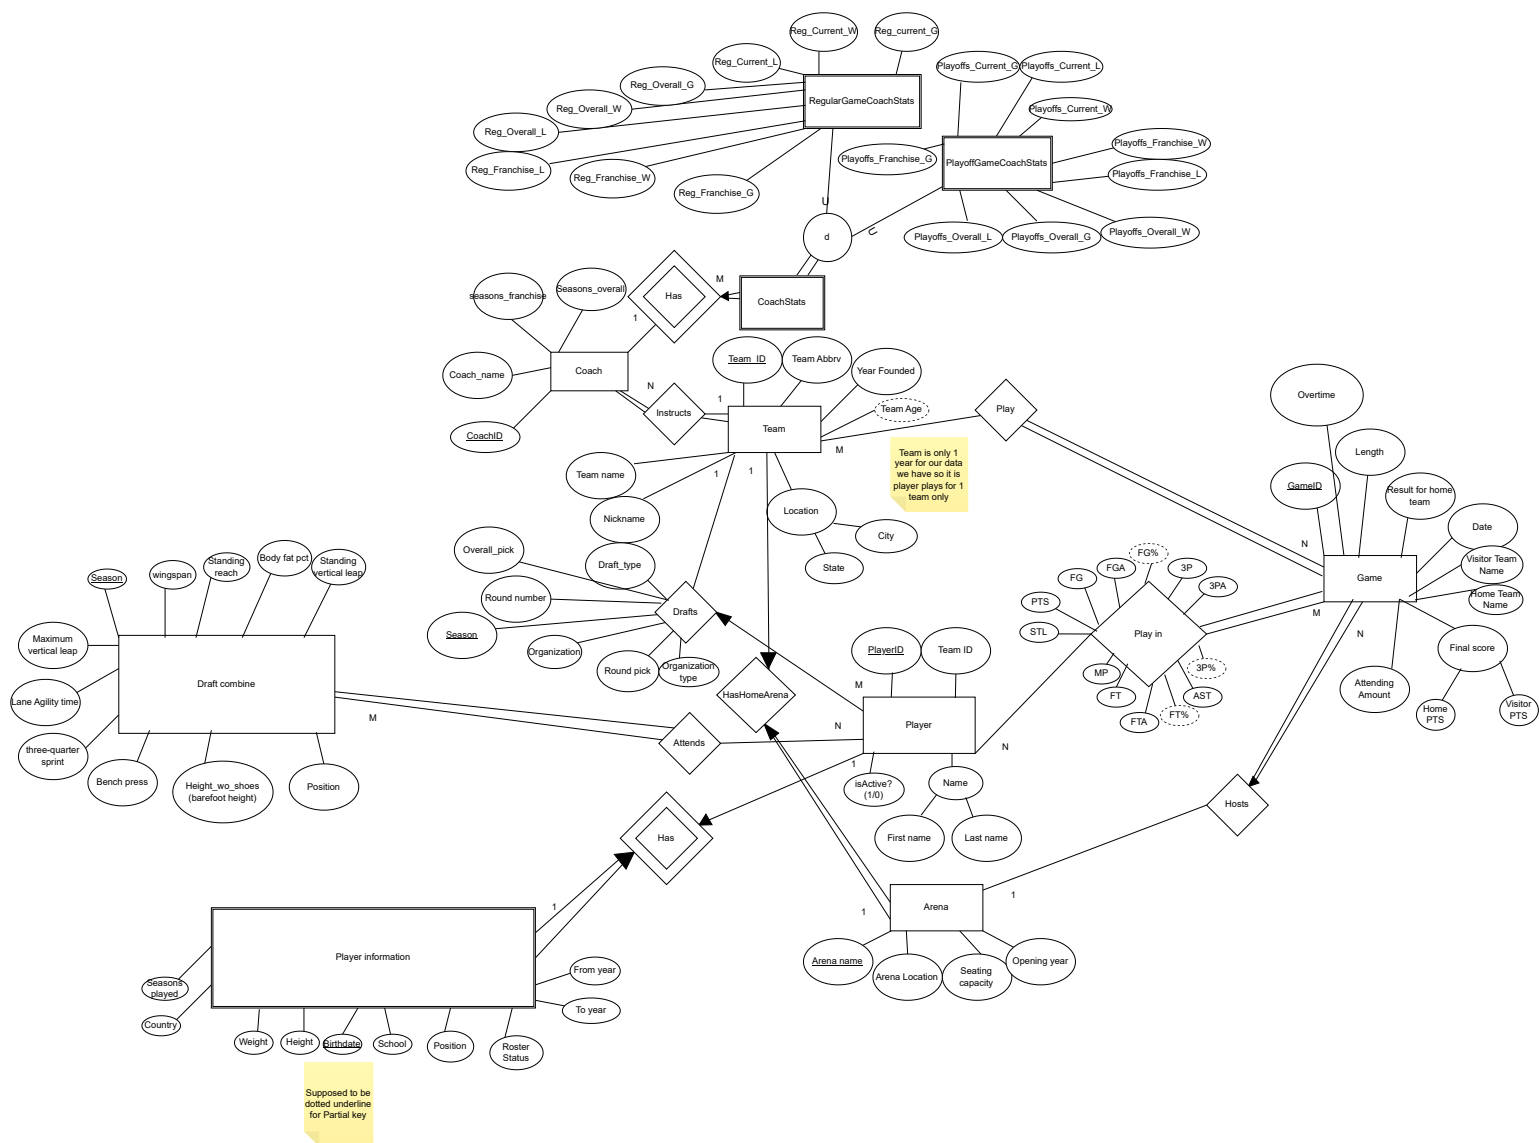 Reg_Current_W
Reg_current_G
Reg_Current_L
Playoffs_Current_G
Playoffs_Current_L
Reg_Overall_G
RegularGameCoachStats
Reg_Overall_W
Playoffs_Current_W
Reg_Overall_L
Playoffs_Franchise_W
Reg_Franchise_L
Playoffs_Franchise_G
PlayoffGameCoachStats
Playoffs_Franchise_L
Reg_Franchise_W
Reg_Franchise_G
U
U
d
Playoffs_Overall_L
Playoffs_Overall_G
Playoffs_Overall_W
M
seasons_franchise
Seasons_overall
Has
CoachStats
1
Coach_name
Coach
Team_ID
Team Abbrv
Year Founded
N
1
Instructs
Team Age
Play
Overtime
CoachID
Team
M
Team is only 1
year for our data
we have so it is
player plays for 1
team only
Length
Team name
1
1
GameID
Result for home
team
Nickname
Location
City
Date
Overall_pick
Draft_type
State
N
Visitor Team
Name
Season
wingspan
Standing
reach
Body fat pct
Standing
vertical leap
FG%
FG
FGA
3P
3PA
Game
Home Team
Name
Round number
Drafts
PTS
M
N
Season
STL
Play in
Maximum
vertical leap
Organization
Round pick
Organization
type
PlayerID
Team ID
MP
3P%
Final score
Draft combine
HasHomeArena
M
FT
AST
Attending
Amount
Lane Agility time
M
N
Player
FTA
FT%
Home
PTS
Visitor
PTS
three-quarter
sprint
Attends
N
1
Bench press
Height_wo_shoes
(barefoot height)
Position
isActive?
(1/0)
Name
Hosts
Has
First name
Last name
1
1
Arena
1
Player information
Arena name
Arena Location
Seating
capacity
Opening year
Seasons
played
From year
Country
To year
Weight
Height
Birthdate
School
Position
Roster
Status
Supposed to be
dotted underline
for Partial key